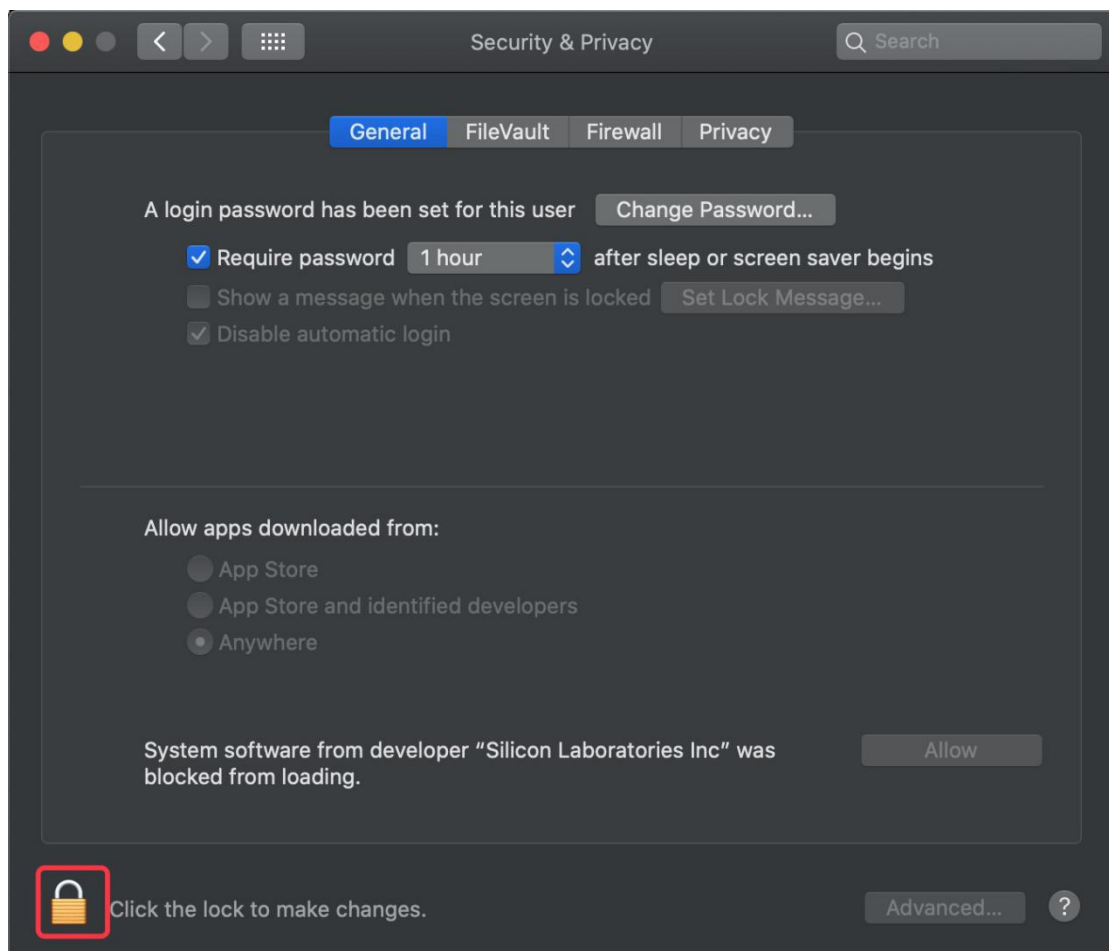 Security & Privacy
Search
General FileVault Firewall Privacy
A login password has been set for this user Change Password...
Require password 1 hour after sleep or screen saver begins
Show a message when the screen is locked Set Lock Message...
Disable automatic login
Allow apps downloaded from:
App Store
App Store and identified developers
Anywhere
System software from developer “Silicon Laboratories Inc” was
blocked from loading.
Allow
Click the lock to make changes.
Advanced...
?